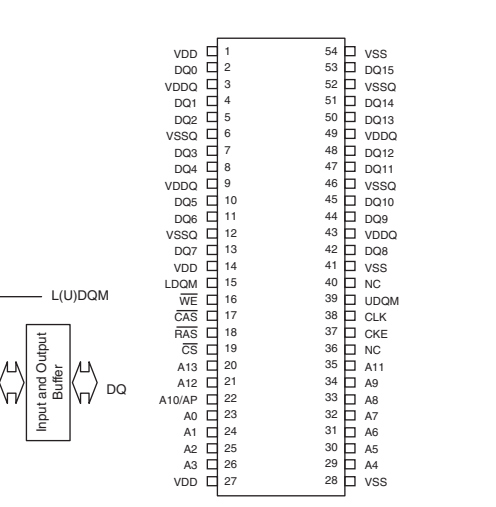 VDD 1 54 VSS
DQ0 2 53 DQ15
VDDQ 3 52 VSSQ
DQ1 4 51 DQ14
DQ2 5 50 DQ13
VSSQ 6 49 VDDQ
DQ3 7 48 DQ12
DQ4 8 47 DQ11
VDDQ 9 46 VSSQ
DQ5 10 45 DQ10
DQ6 11 44 DQ9
VSSQ 12 43 VDDQ
DQ7 13 42 DQ8
VDD 14 41 VSS
LDQM 15 40 NC
WE 16 39 UDQM
CAS 17 38 CLK
RAS 18 37 CKE
CS 19 36 NC
A13 20 35 A11
A12 21 34 A9
A10/AP 22 33 A8
A0 23 32 A7
A1 24 31 A6
A2 25 30 A5
A3 26 29 A4
VDD 27 28 VSS
L(U)DQM
Input and Output
Buffer
DQ